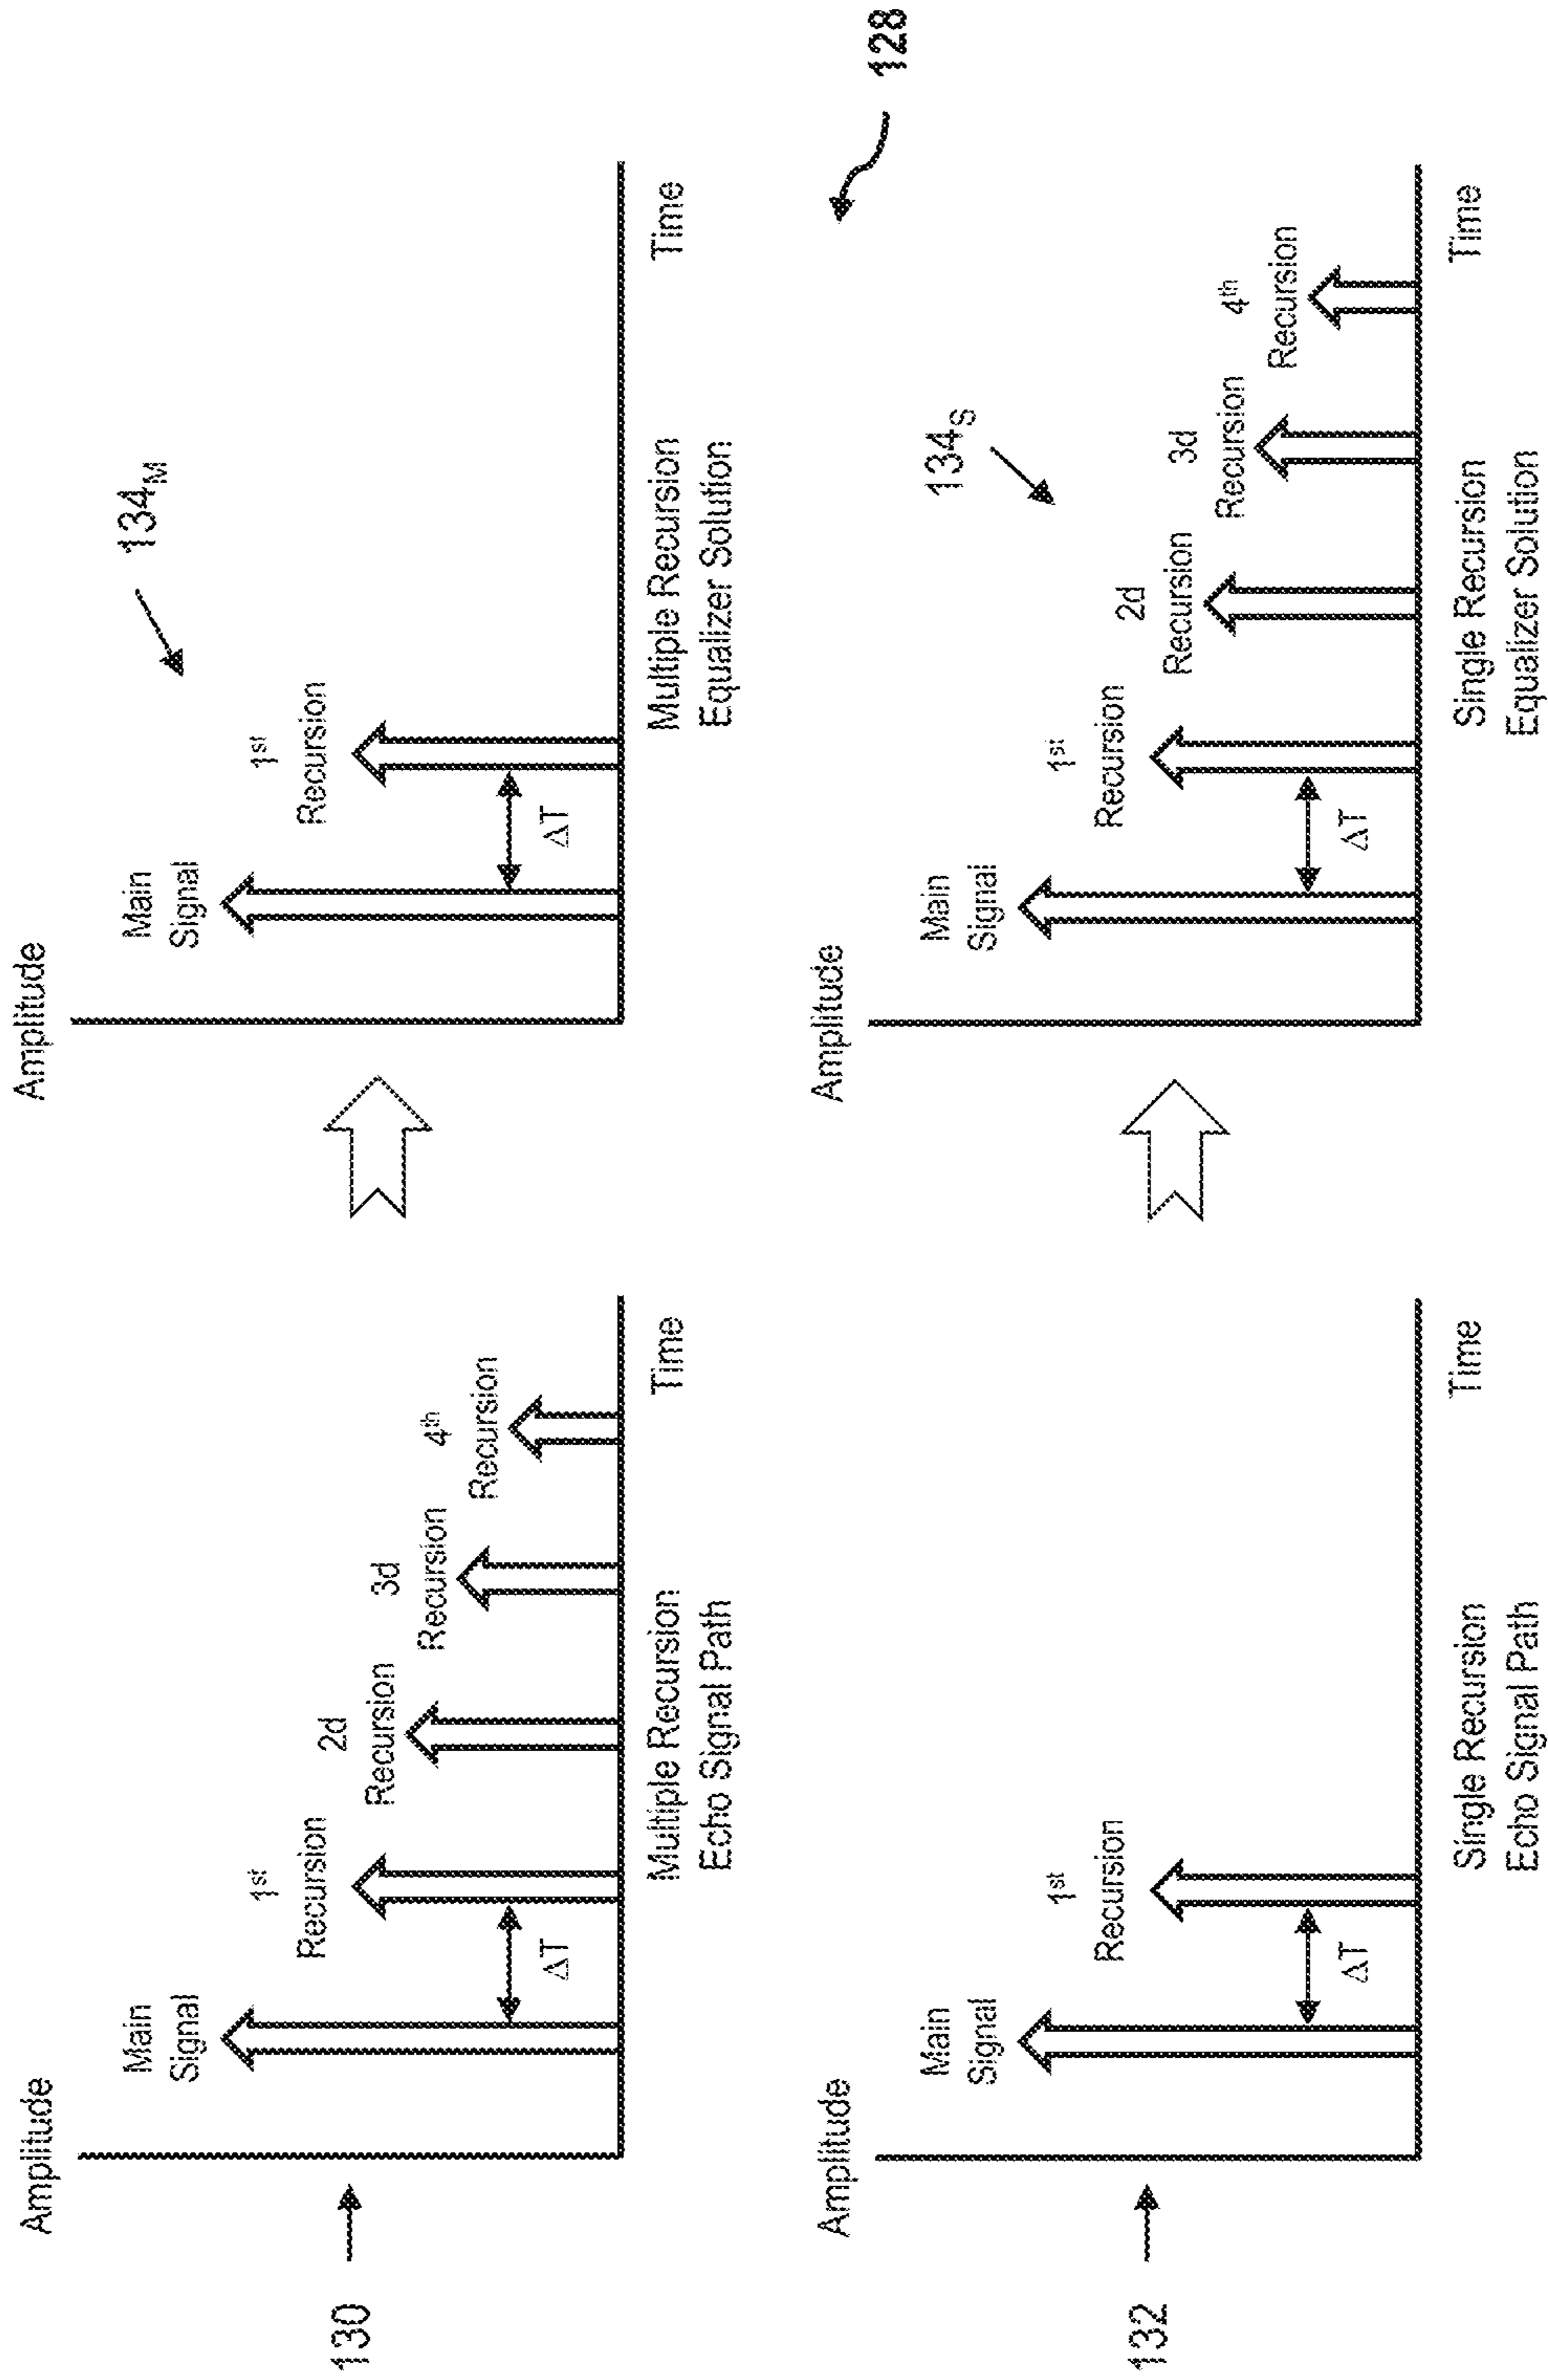 130
Amplitude
Main
Signal
ΔT
1st
Recursion
2d
Recursion
3d
Recursion
4th
Recursion
Time
Multiple Recursion
Echo Signal Path
Amplitude
Main
Signal
ΔT
1st
Recursion
134M
Time
Multiple Recursion
Equalizer Solution
132
Amplitude
Main
Signal
ΔT
1st
Recursion
Time
Single Recursion
Echo Signal Path
Amplitude
Main
Signal
ΔT
1st
Recursion
2d
Recursion
3d
Recursion
4th
Recursion
134S
128
Time
Single Recursion
Equalizer Solution